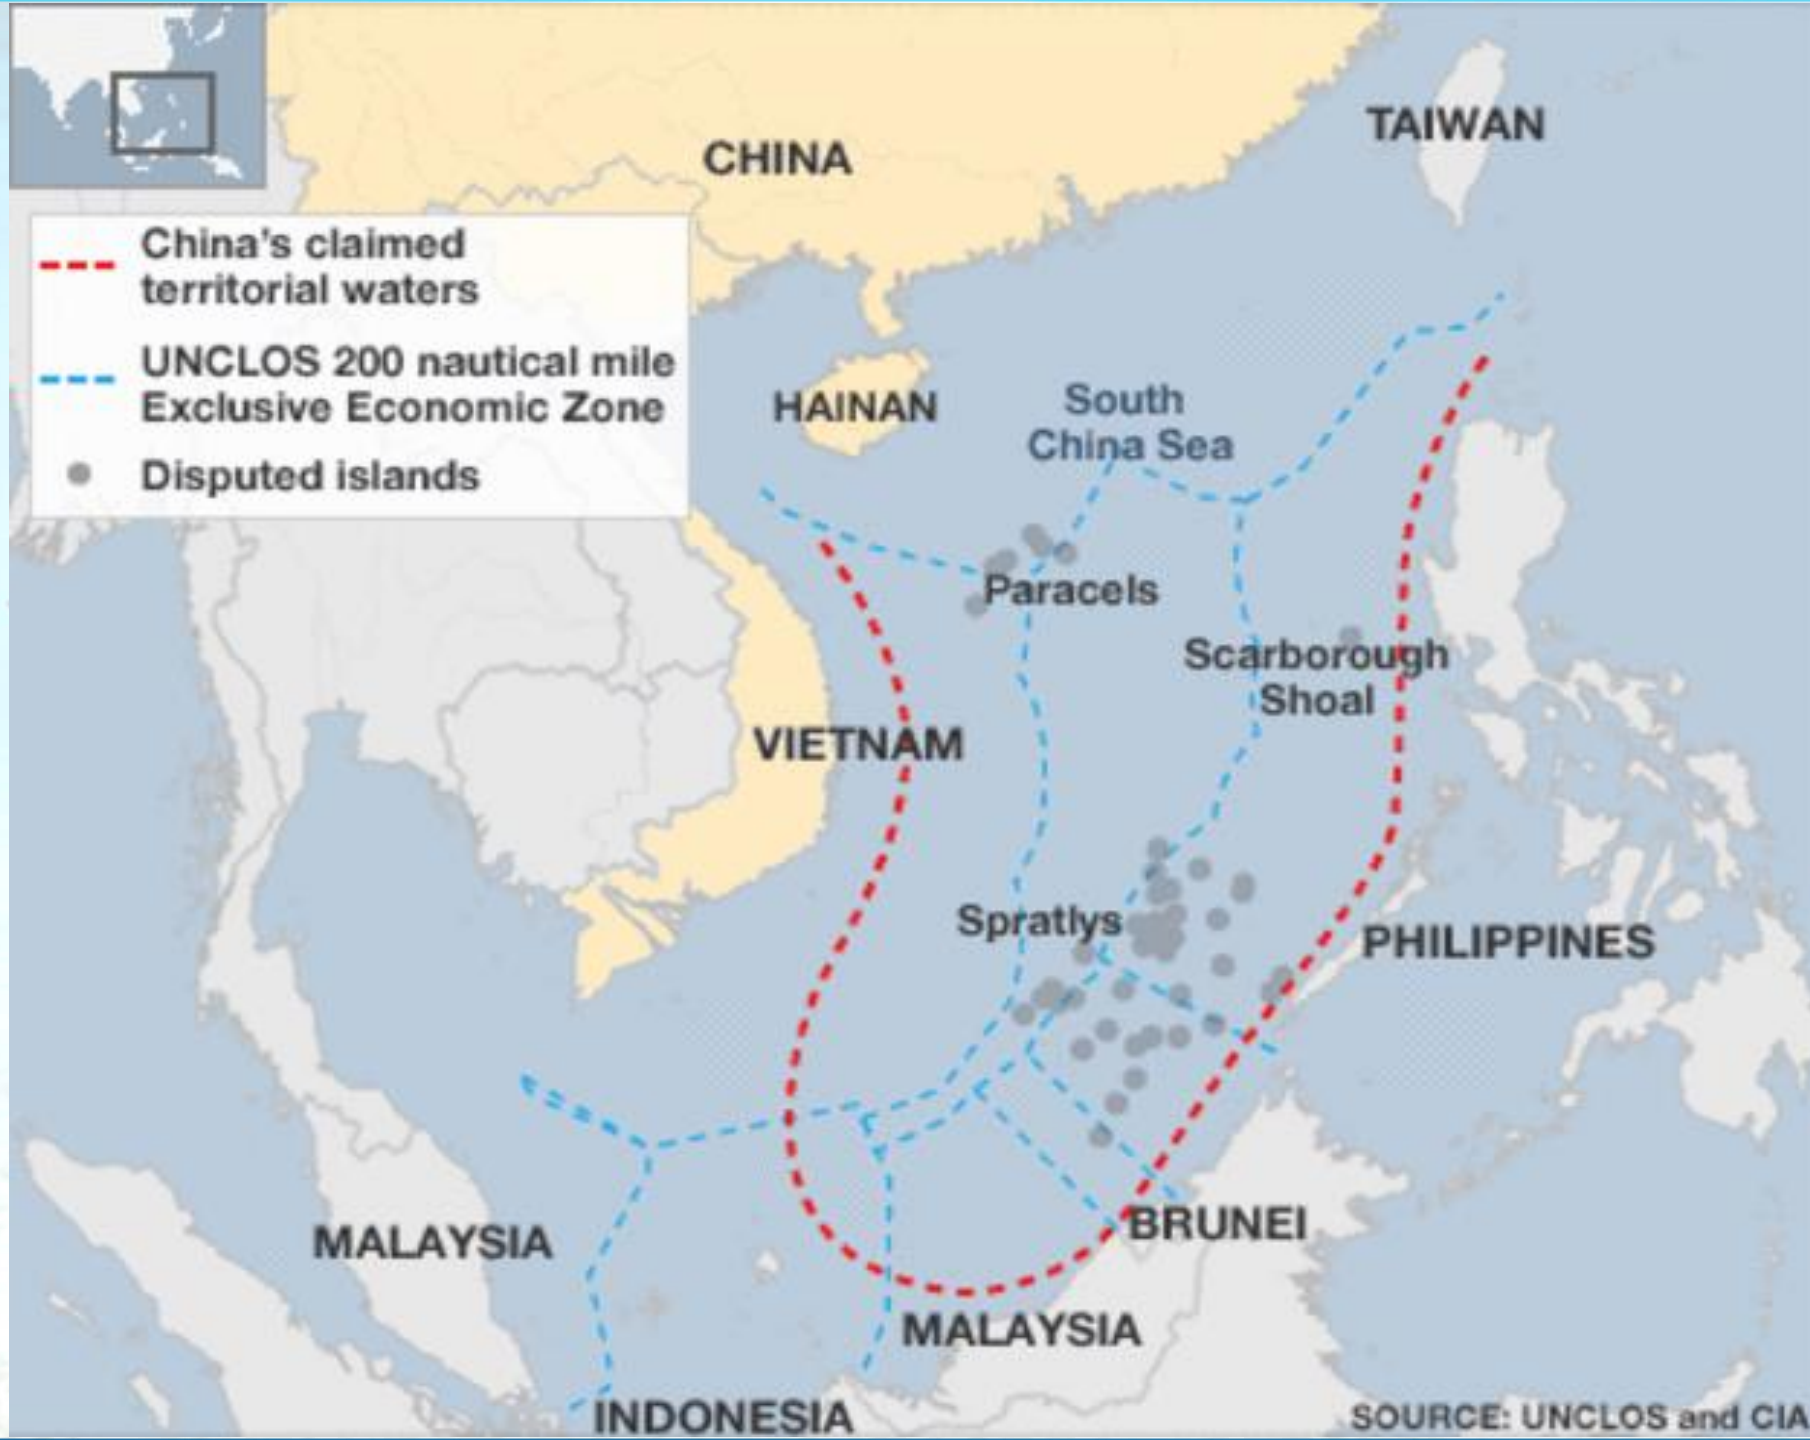 TAIWAN
CHINA
China's claimed
territorial waters
UNCLOS 200 nautical mile
Exclusive Economic Zone
Disputed islands
HAINAN
South
China Sea
Paracels
Scarborough
Shoal
VIETNAM
Spratlys
PHILIPPINES
MALAYSIA
BRUNEI
MALAYSIA
INDONESIA
SOURCE: UNCLOS and CIA